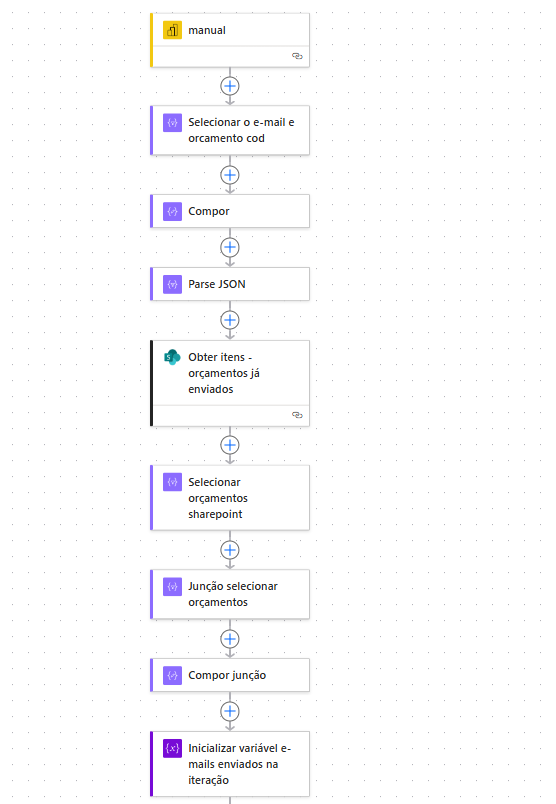 manual
Selecionar o e-mail e
orcamento cod
Compor
Parse JSON
Obter itens -
orçamentos já
enviados
Selecionar
orçamentos
sharepoint
Junção selecionar
orçamentos
Compor junção
Inicializar variável e-
mails enviados na
iteração